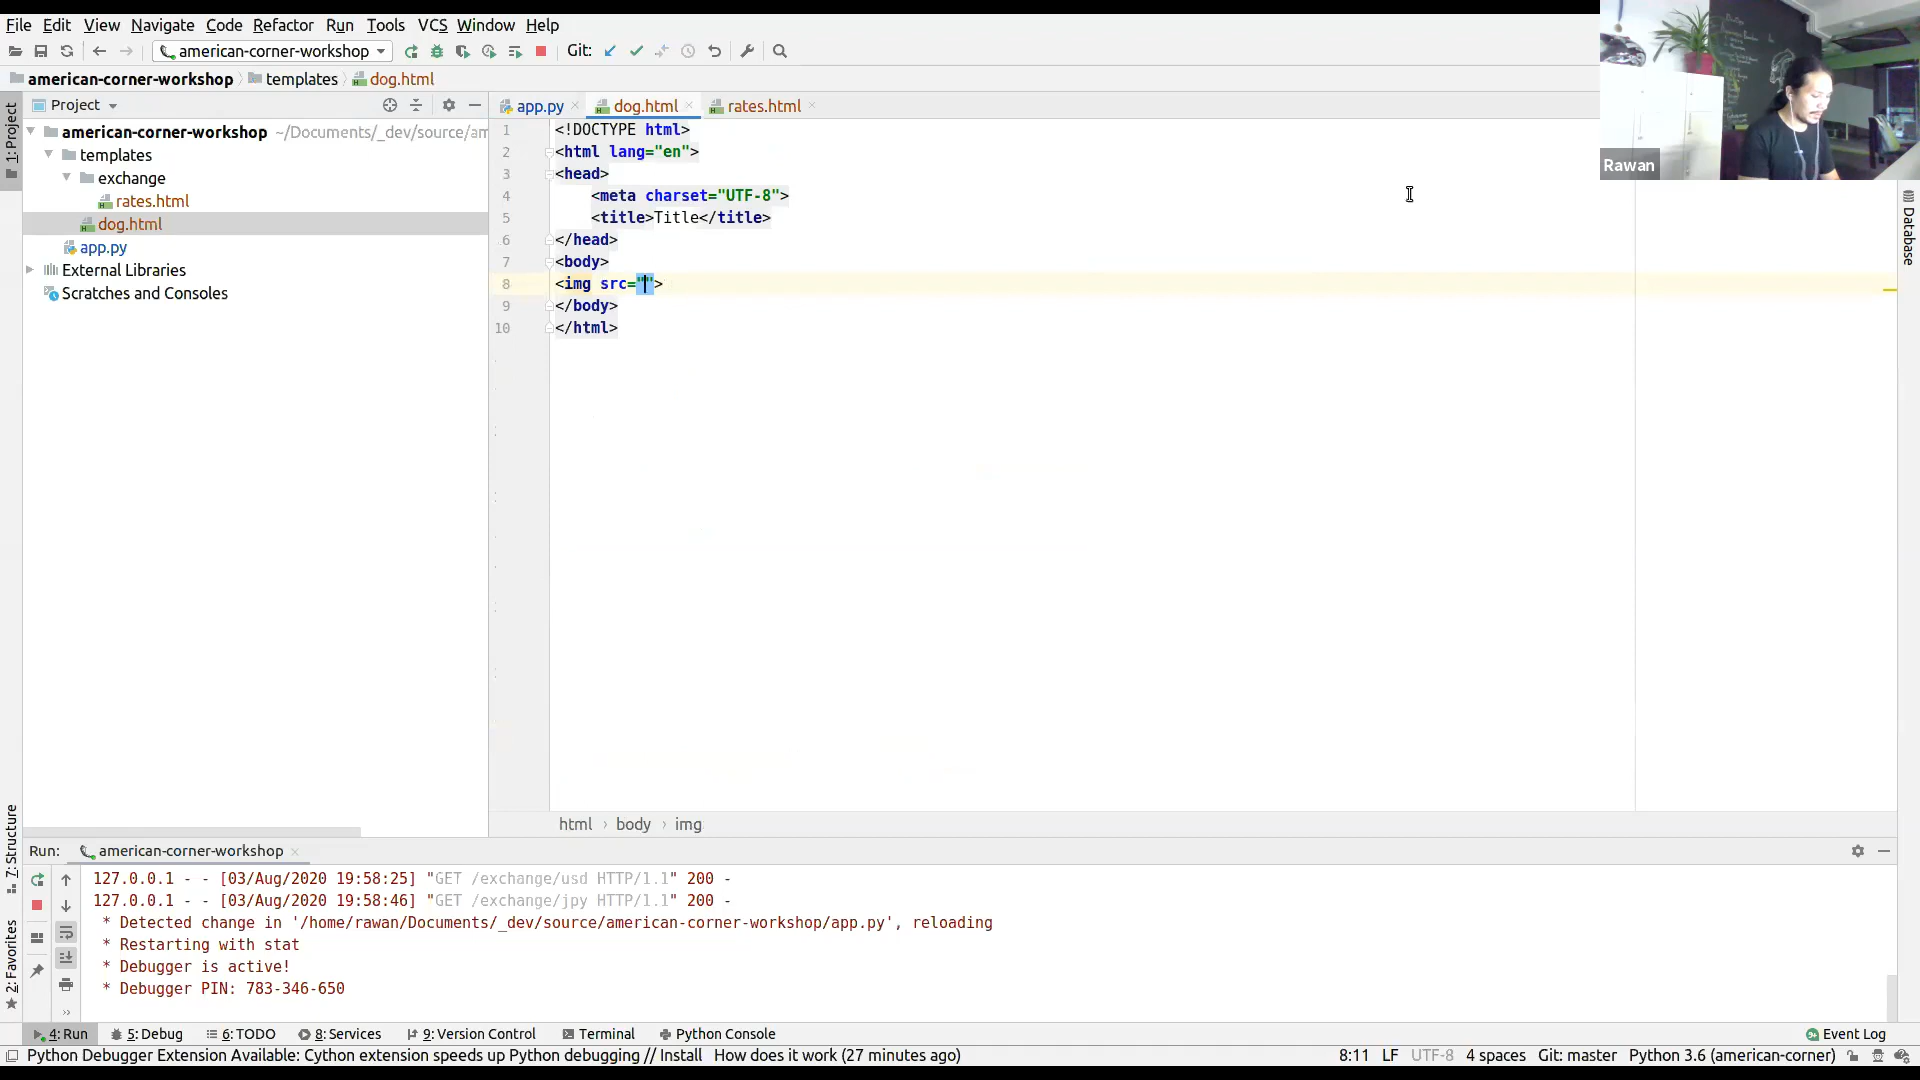 File Edit View Navigate Code Refactor Run Tools VCS Window Help
american-corner-workshop Git:
american-corner-workshop templates dog.html
Project
app.py dog.html rates.html
american-corner-workshop ~/Documents/_dev/source/am
templates
exchange
rates.html
dog.html
app.py
External Libraries
Scratches and Consoles
1: Project
7: Structure
2: Favorites
1 <!DOCTYPE html>
2 <html lang="en">
3 <head>
4 <meta charset="UTF-8">
5 <title>Title</title>
6 </head>
7 <body>
8 <img src="">
9 </body>
10 </html>
Rawan
Database
html › body › img
Run: american-corner-workshop
127.0.0.1 - - [03/Aug/2020 19:58:25] "GET /exchange/usd HTTP/1.1" 200 -
127.0.0.1 - - [03/Aug/2020 19:58:46] "GET /exchange/jpy HTTP/1.1" 200 -
* Detected change in '/home/rawan/Documents/_dev/source/american-corner-workshop/app.py', reloading
* Restarting with stat
* Debugger is active!
* Debugger PIN: 783-346-650
4: Run 5: Debug 6: TODO 8: Services 9: Version Control Terminal Python Console Event Log
Python Debugger Extension Available: Cython extension speeds up Python debugging // Install How does it work (27 minutes ago) 8:11 LF UTF-8 4 spaces Git: master Python 3.6 (american-corner)